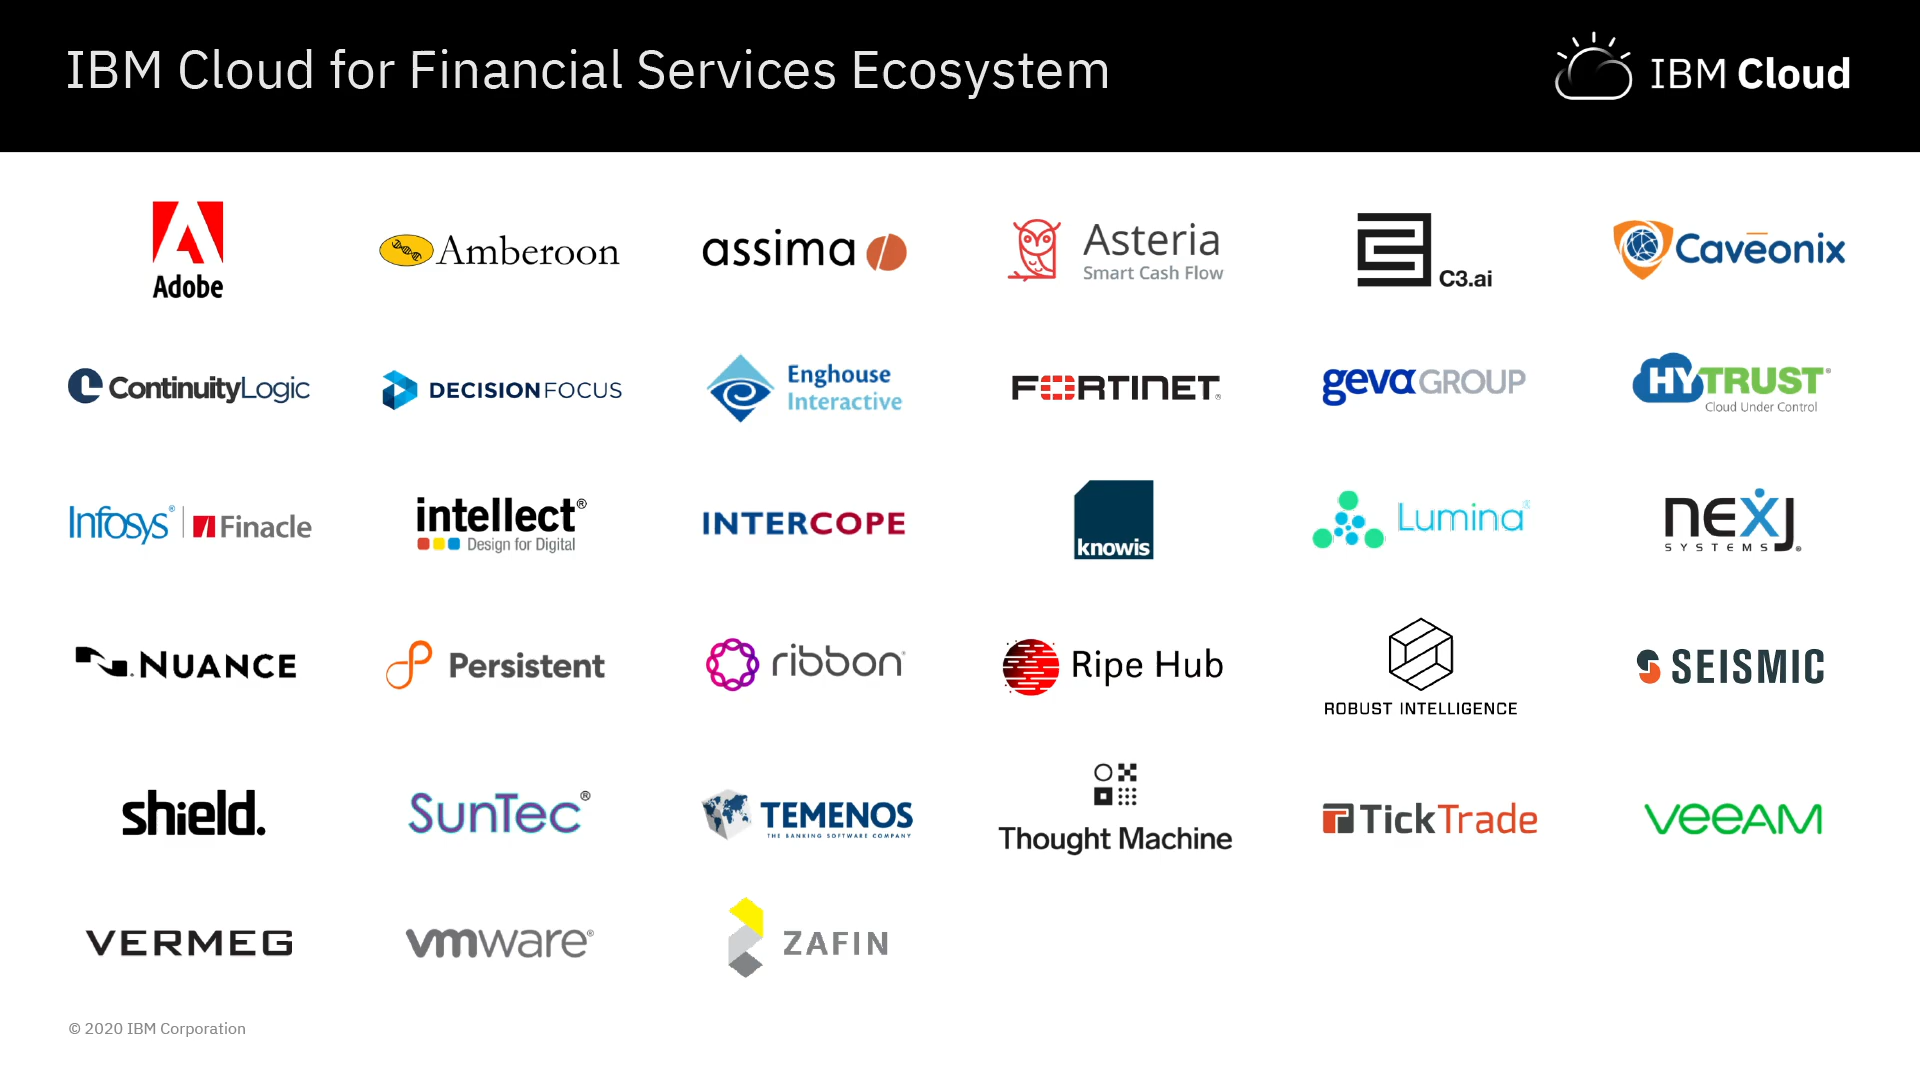 IBM Cloud for Financial Services Ecosystem
IBM Cloud
Adobe
Amberoon
assima
Asteria
Smart Cash Flow
C3.ai
Cavēonix
ContinuityLogic
DECISIONFOCUS
Enghouse
Interactive
FORTINET®
geva GROUP
HYTRUST®
Cloud Under Control
Infosys® | Finacle
intellect®
Design for Digital
INTERCOPE
knowis
Lumina®
NEXJ
SYSTEMS®
NUANCE
Persistent
ribbon®
Ripe Hub
ROBUST INTELLIGENCE
SEISMIC
shield.
SunTec®
TEMENOS
THE BANKING SOFTWARE COMPANY
Thought Machine
TickTrade
veeAM
VERMEG
vmware®
ZAFIN
© 2020 IBM Corporation